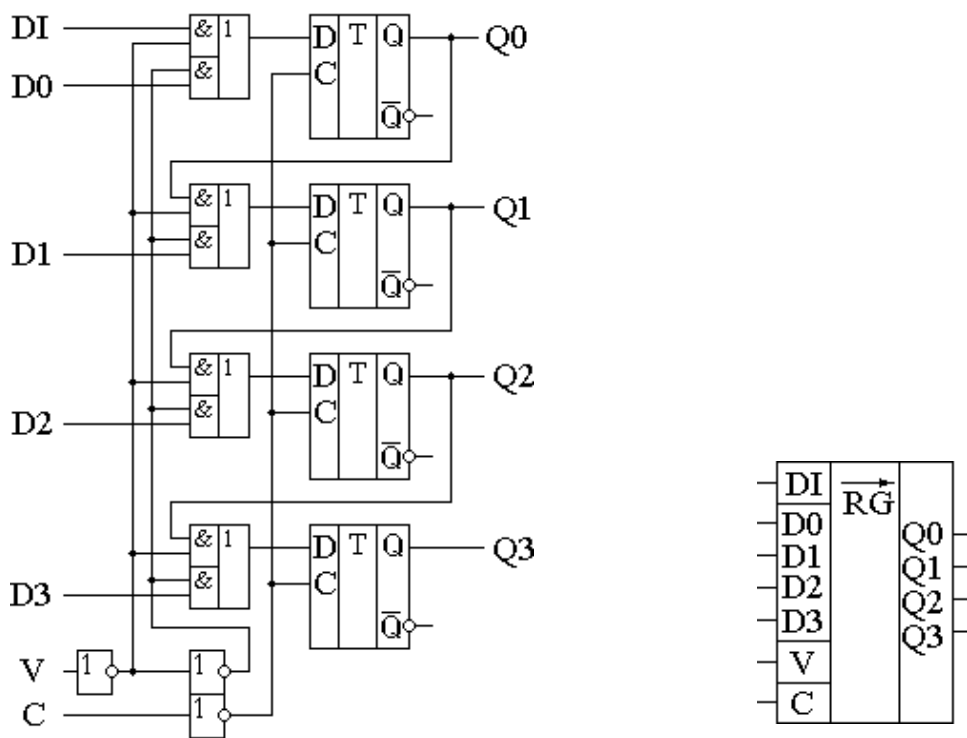 DI & 1 D T Q Q0
D0 & C Q̅
& 1 D T Q Q1
D1 & C Q̅
& 1 D T Q Q2
D2 & C Q̅
& 1 D T Q Q3
D3 & C Q̅
V 1 1
C 1
DI RG
D0 Q0
D1 Q1
D2 Q2
D3 Q3
V
C